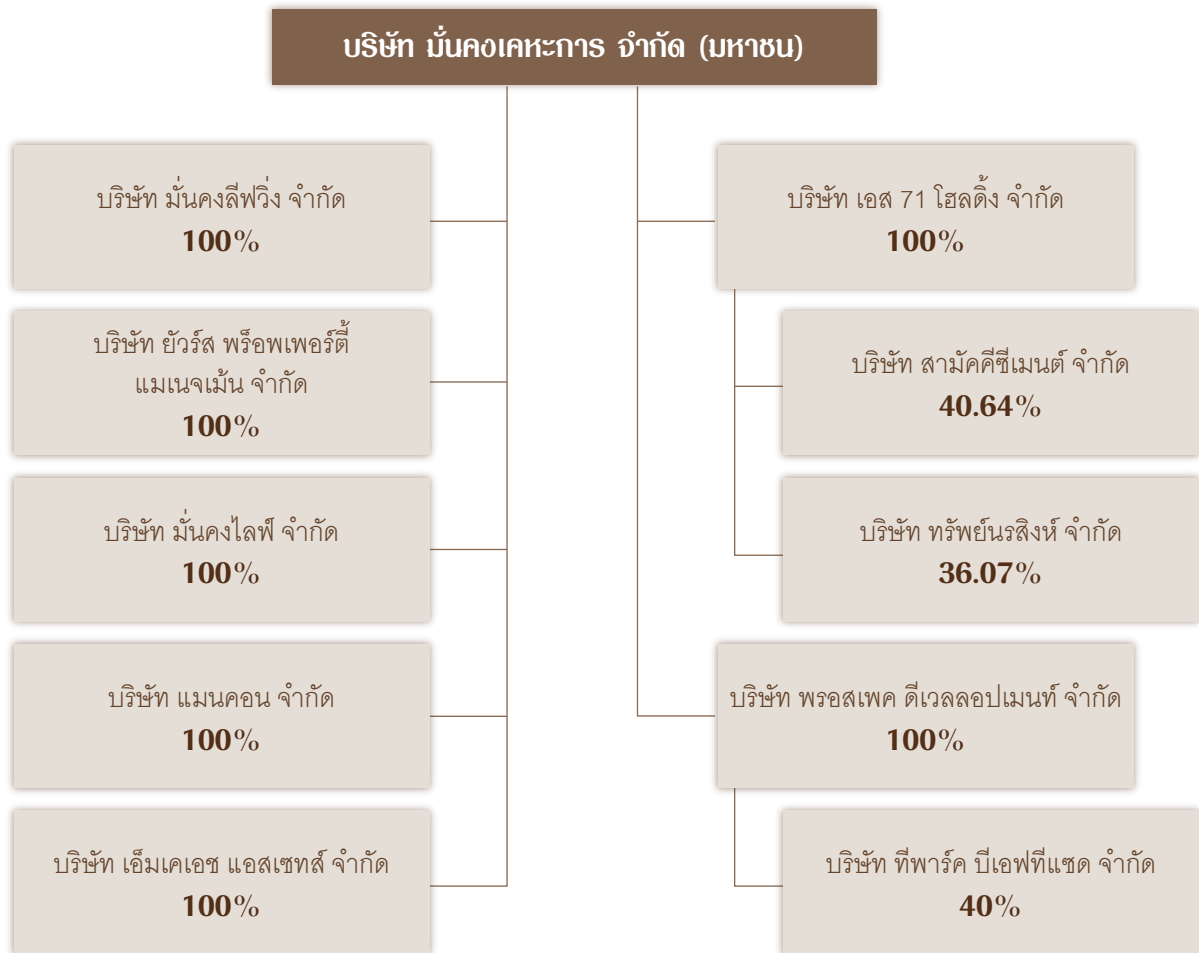 บริษัท มั่นคงเคหะการ จำกัด (มหาชน)
บริษัท มั่นคงลีฟวิ่ง จำกัด
100%
บริษัท ยัวร์ส พร็อพเพอร์ตี้
แมเนจเม้น จำกัด
100%
บริษัท มั่นคงไลฟ์ จำกัด
100%
บริษัท แมนคอน จำกัด
100%
บริษัท เอ็มเคเอช แอสเซทส์ จำกัด
100%
บริษัท เอส 71 โฮลดิ้ง จำกัด
100%
บริษัท สามัคคีซีเมนต์ จำกัด
40.64%
บริษัท ทรัพย์นรสิงห์ จำกัด
36.07%
บริษัท พรอสเพค ดีเวลลอปเมนท์ จำกัด
100%
บริษัท ทีพาร์ค บีเอฟทีแซด จำกัด
40%